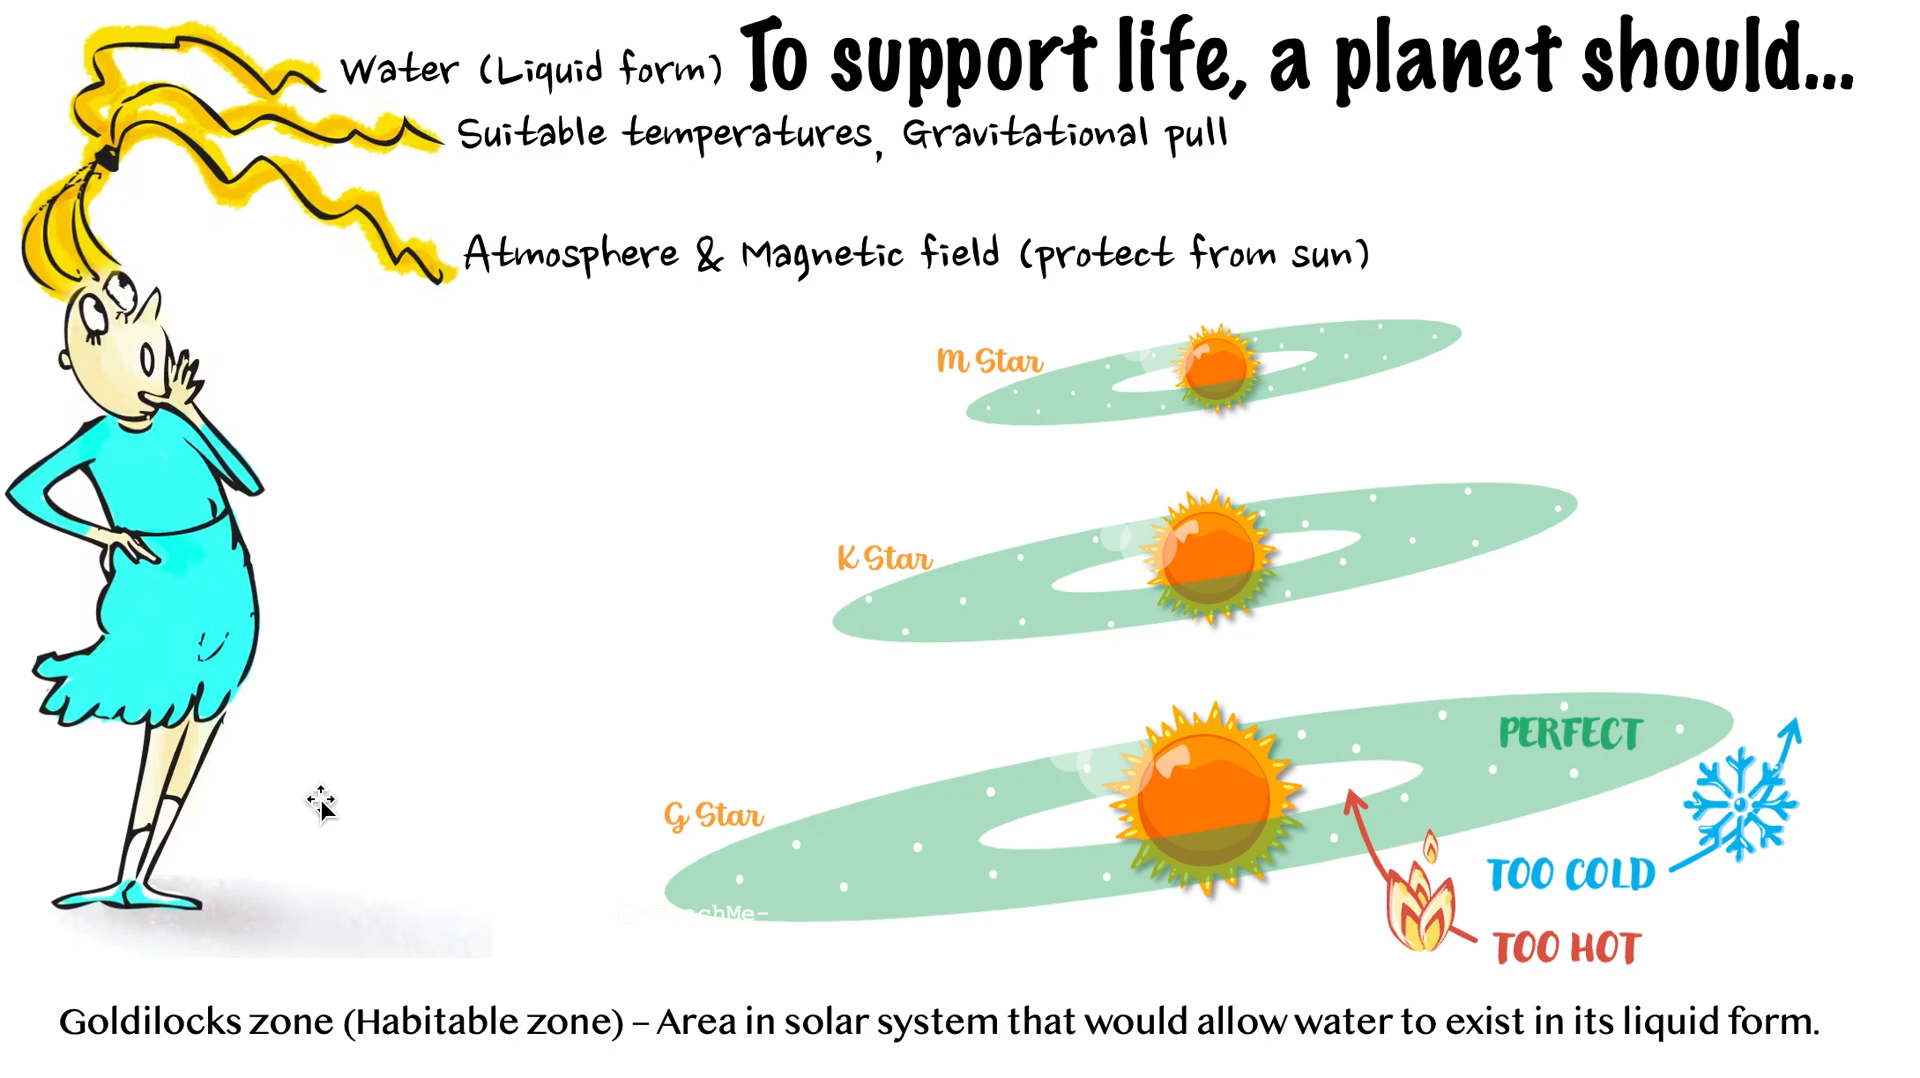 To support life, a planet should...
Water (Liquid form)
Suitable temperatures, Gravitational pull
Atmosphere & Magnetic field (protect from sun)
M Star
K Star
G Star
PERFECT
TOO COLD
TOO HOT
Goldilocks zone (Habitable zone) – Area in solar system that would allow water to exist in its liquid form.